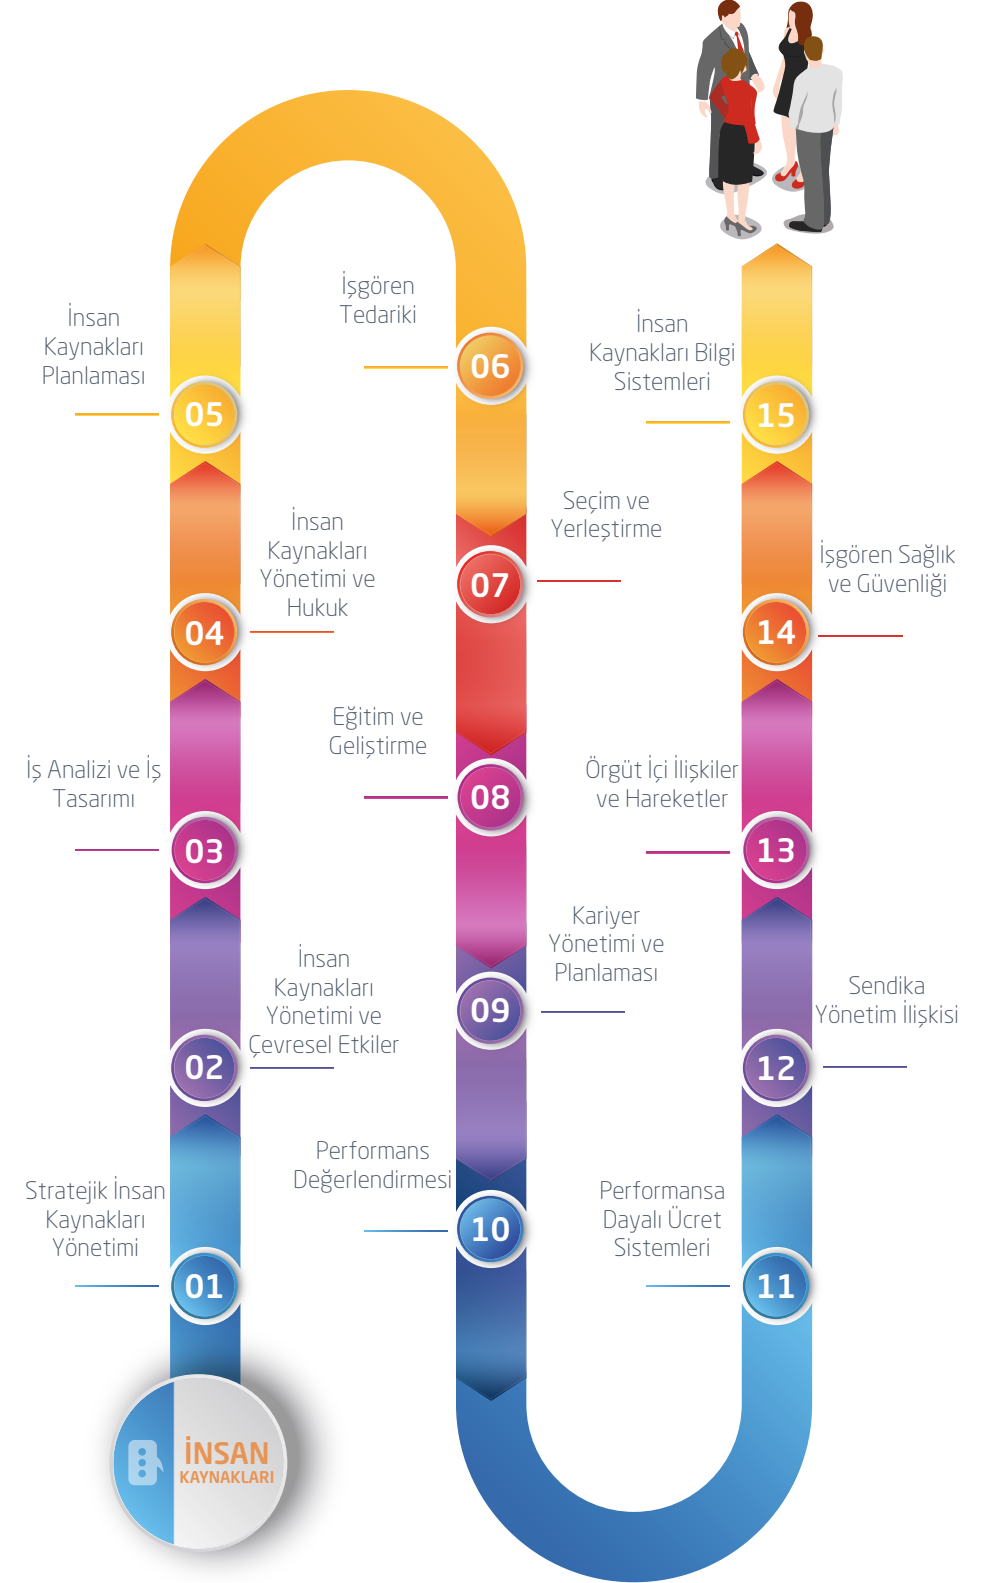 İNSAN
KAYNAKLARI
01
Stratejik İnsan
Kaynakları
Yönetimi
02
İnsan
Kaynakları
Yönetimi ve
Çevresel Etkiler
03
İş Analizi ve İş
Tasarımı
04
İnsan
Kaynakları
Yönetimi ve
Hukuk
05
İnsan
Kaynakları
Planlaması
06
İşgören
Tedariki
07
Seçim ve
Yerleştirme
08
Eğitim ve
Geliştirme
09
Kariyer
Yönetimi ve
Planlaması
10
Performans
Değerlendirmesi
11
Performansa
Dayalı Ücret
Sistemleri
12
Sendika
Yönetim İlişkisi
13
Örgüt İçi İlişkiler
ve Hareketler
14
İşgören Sağlık
ve Güvenliği
15
İnsan
Kaynakları Bilgi
Sistemleri